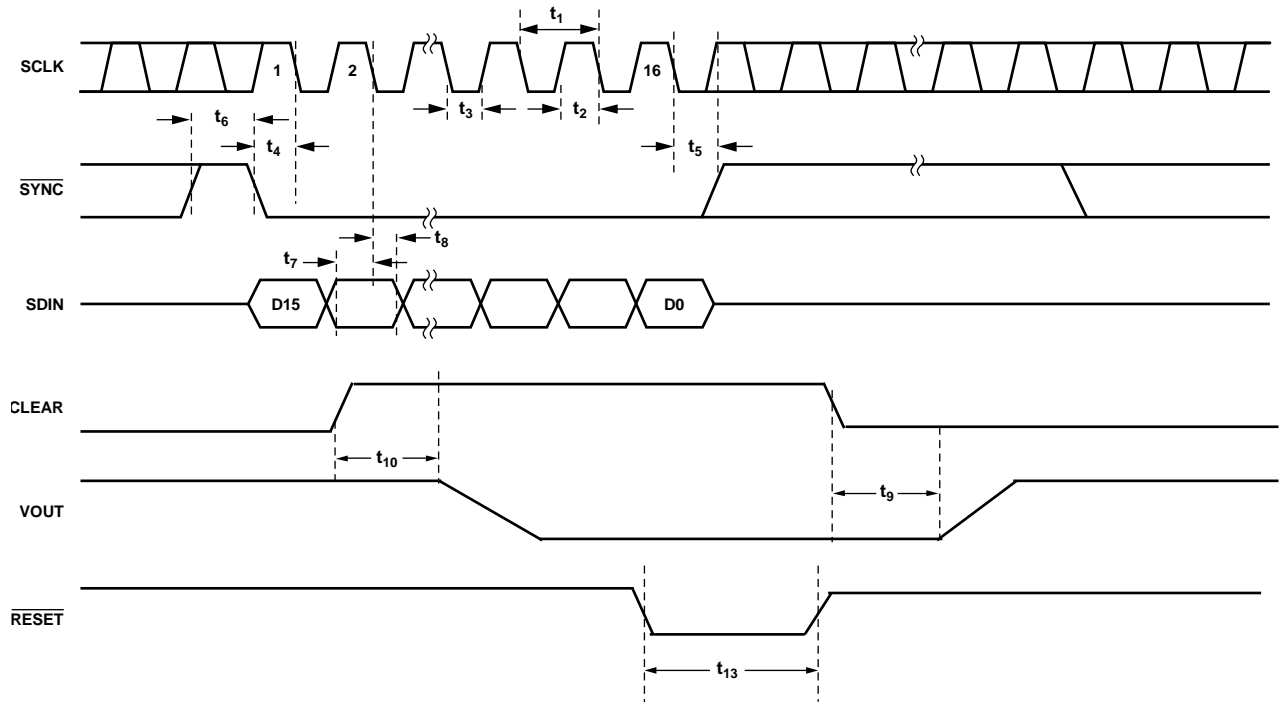 t1
SCLK
1
2
16
t3
t2
t6
t4
t5
SYNC
t8
t7
SDIN
D15
D0
CLEAR
t10
t9
VOUT
RESET
t13